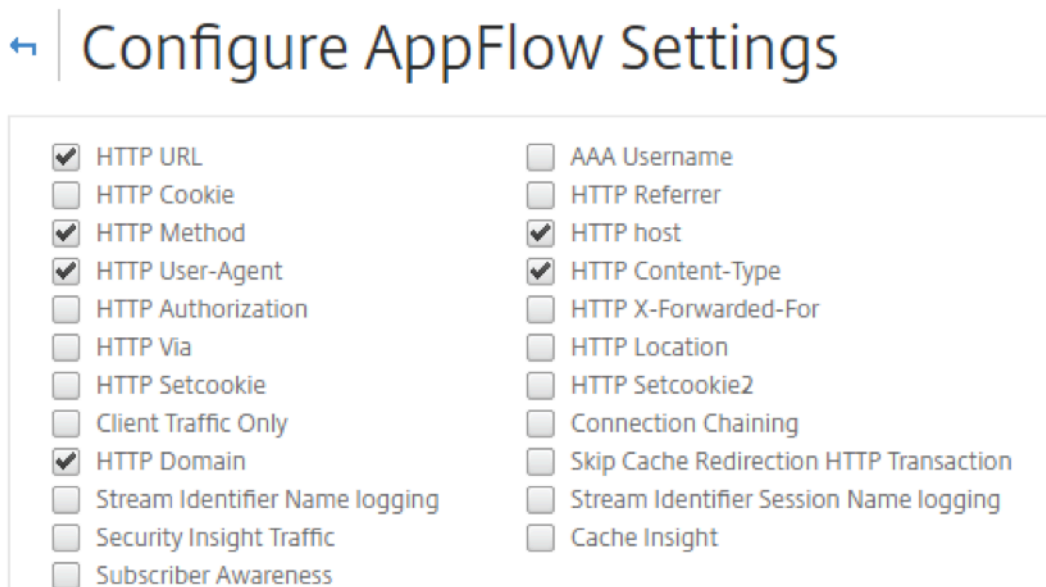 Configure AppFlow Settings
HTTP URL
AAA Username
HTTP Cookie
HTTP Referrer
HTTP Method
HTTP host
HTTP User-Agent
HTTP Content-Type
HTTP Authorization
HTTP X-Forwarded-For
HTTP Via
HTTP Location
HTTP Setcookie
HTTP Setcookie2
Client Traffic Only
Connection Chaining
HTTP Domain
Skip Cache Redirection HTTP Transaction
Stream Identifier Name logging
Stream Identifier Session Name logging
Security Insight Traffic
Cache Insight
Subscriber Awareness